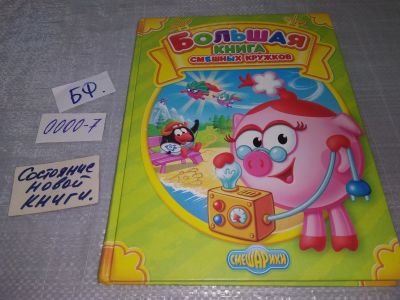 БОЛЬШАЯ
КНИГА
СМЕШНЫХ КРУЖКОВ
БФ.
0000-7
Состояние
новой
книги.
СМЕШАРИКИ